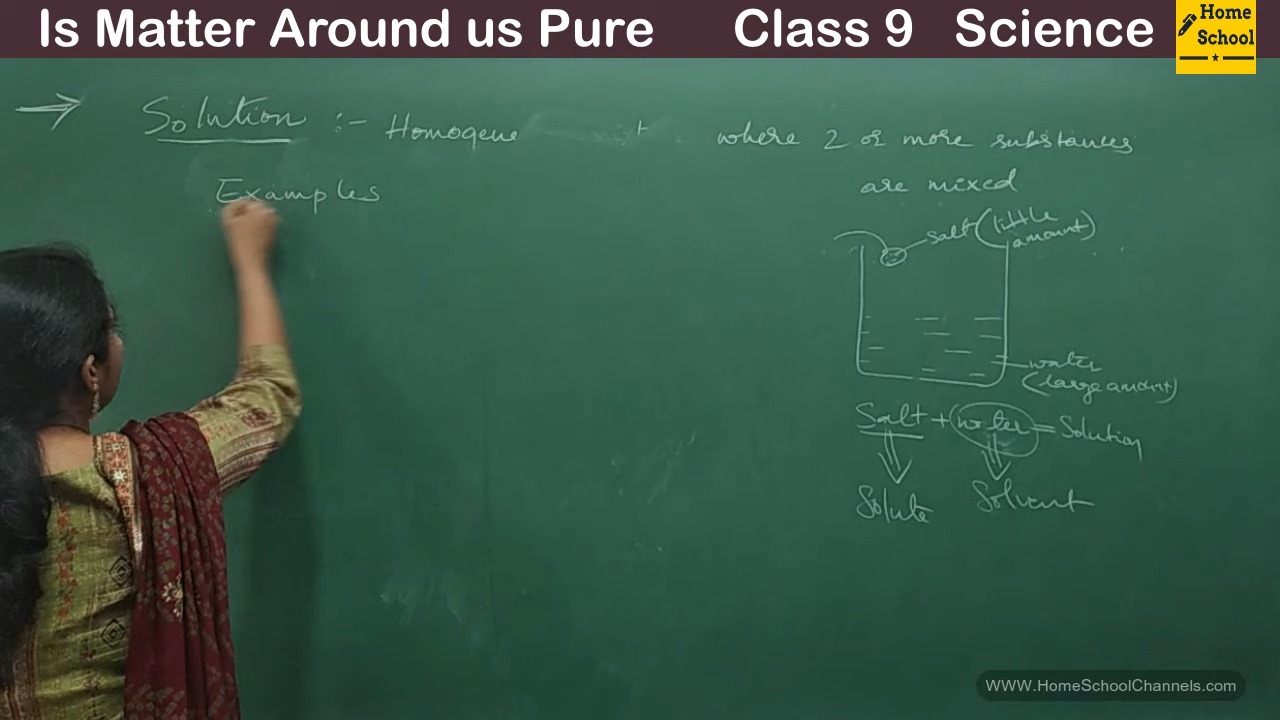 Is Matter Around us Pure Class 9 Science
Home
School
→ Solution :- Homogene where 2 or more substances
are mixed
Examples
salt (little
amount)
water
(large amount)
Salt + water = Solution
Solute Solvent
WWW.HomeSchoolChannels.com